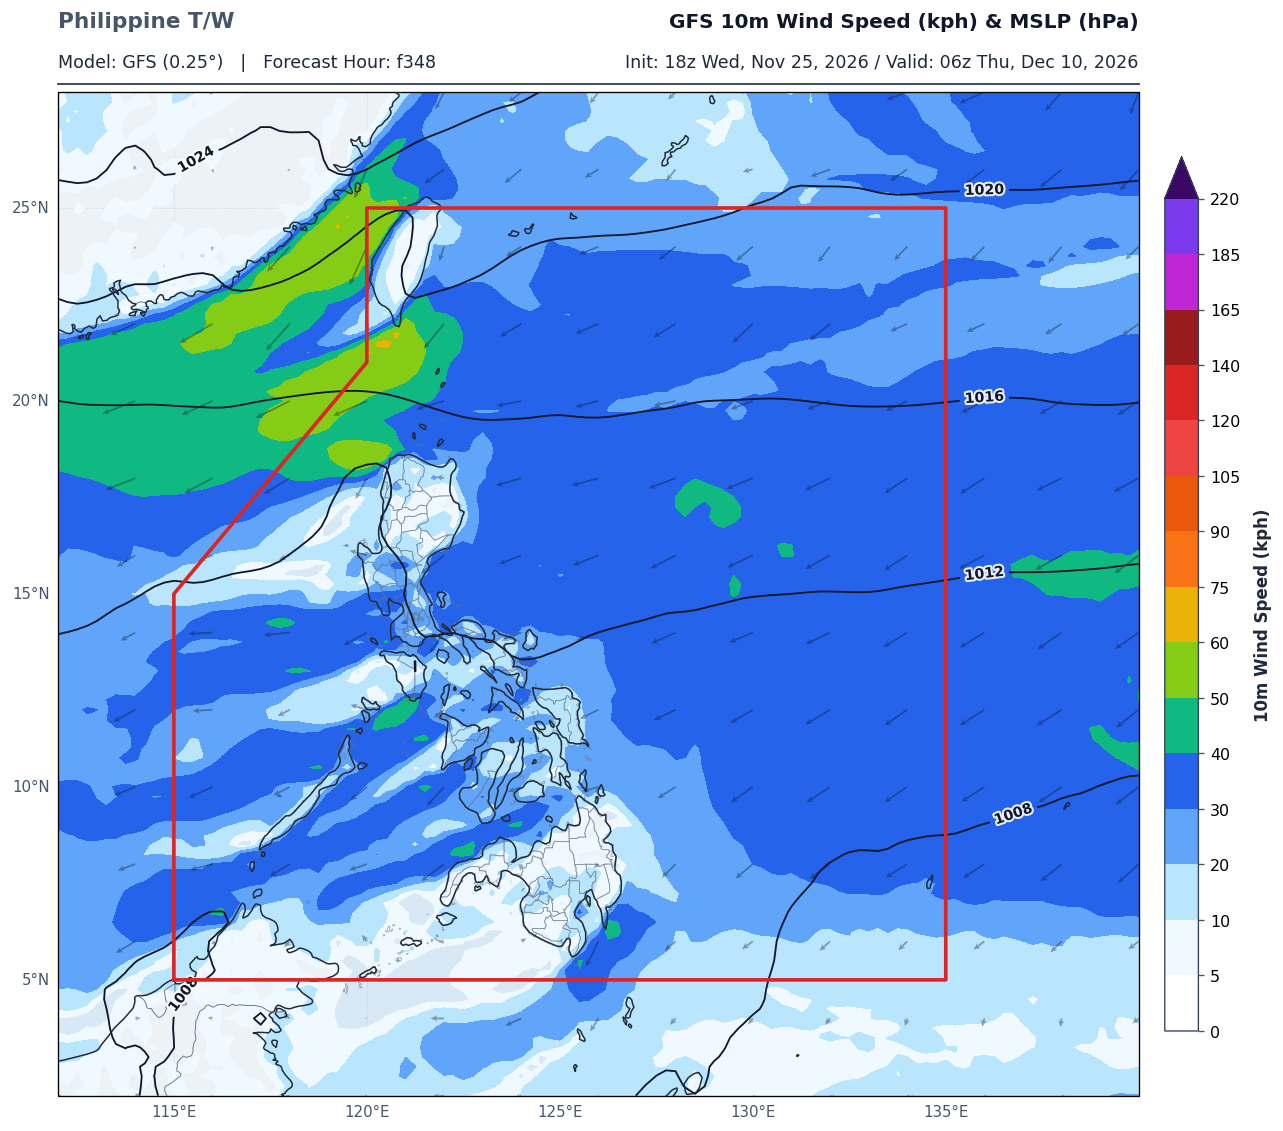 Philippine T/W
GFS 10m Wind Speed (kph) & MSLP (hPa)
Model: GFS (0.25°)   |   Forecast Hour: f348
Init: 18z Wed, Nov 25, 2026 / Valid: 06z Thu, Dec 10, 2026
1024
1020
1016
1012
1008
1008
25°N
20°N
15°N
10°N
5°N
115°E
120°E
125°E
130°E
135°E
220
185
165
140
120
105
90
75
60
50
40
30
20
10
5
0
10m Wind Speed (kph)